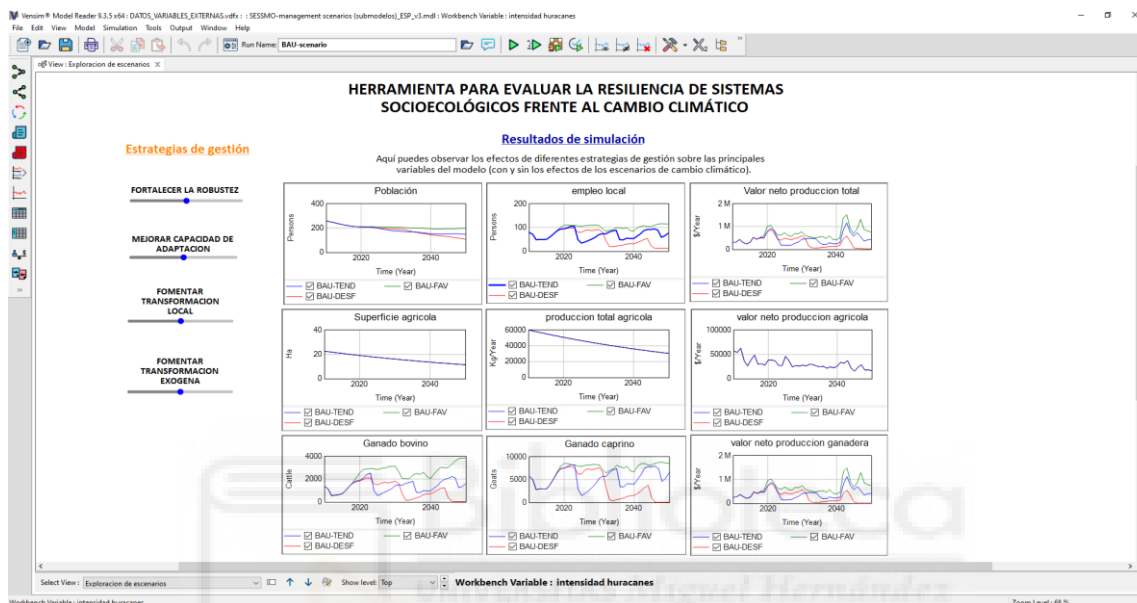 Vensim® Model Reader 9.3.5 x64 : DATOS_VARIABLES_EXTERNAS.vdfx : : SESSMO-management scenarios (submodelos)_ESP_v3.mdl : Workbench Variable : intensidad huracanes
File Edit View Model Simulation Tools Output Window Help
Run Name: BAU-scenario
View : Exploracion de escenarios X
HERRAMIENTA PARA EVALUAR LA RESILIENCIA DE SISTEMAS
SOCIOECOLÓGICOS FRENTE AL CAMBIO CLIMÁTICO
Estrategias de gestión
FORTALECER LA ROBUSTEZ
MEJORAR CAPACIDAD DE
ADAPTACION
FOMENTAR
TRANSFORMACION
LOCAL
FOMENTAR
TRANSFORMACION
EXOGENA
Resultados de simulación
Aquí puedes observar los efectos de diferentes estrategias de gestión sobre las principales
variables del modelo (con y sin los efectos de los escenarios de cambio climático).
Población
400
200
0
Persons
2020 2040
Time (Year)
BAU-TEND BAU-FAV
BAU-DESF
empleo local
200
100
0
Persons
2020 2040
Time (Year)
BAU-TEND BAU-FAV
BAU-DESF
Valor neto produccion total
2 M
1 M
0
$/Year
2020 2040
Time (Year)
BAU-TEND BAU-FAV
BAU-DESF
Superficie agricola
40
20
0
Ha
2020 2040
Time (Year)
BAU-TEND BAU-FAV
BAU-DESF
produccion total agricola
60000
40000
20000
0
Kg/Year
2020 2040
Time (Year)
BAU-TEND BAU-FAV
BAU-DESF
valor neto produccion agricola
100000
50000
0
$/Year
2020 2040
Time (Year)
BAU-TEND BAU-FAV
BAU-DESF
Ganado bovino
4000
2000
0
Cattle
2020 2040
Time (Year)
BAU-TEND BAU-FAV
BAU-DESF
Ganado caprino
10000
5000
0
Goats
2020 2040
Time (Year)
BAU-TEND BAU-FAV
BAU-DESF
valor neto produccion ganadera
2 M
1 M
0
$/Year
2020 2040
Time (Year)
BAU-TEND BAU-FAV
BAU-DESF
Biblioteca
Select View : Exploracion de escenarios Show level: Top Workbench Variable : intensidad huracanes
UNIVERSITAS Miguel Hernández
Workbench Variable : intensidad huracanes Zoom Level : 68 %